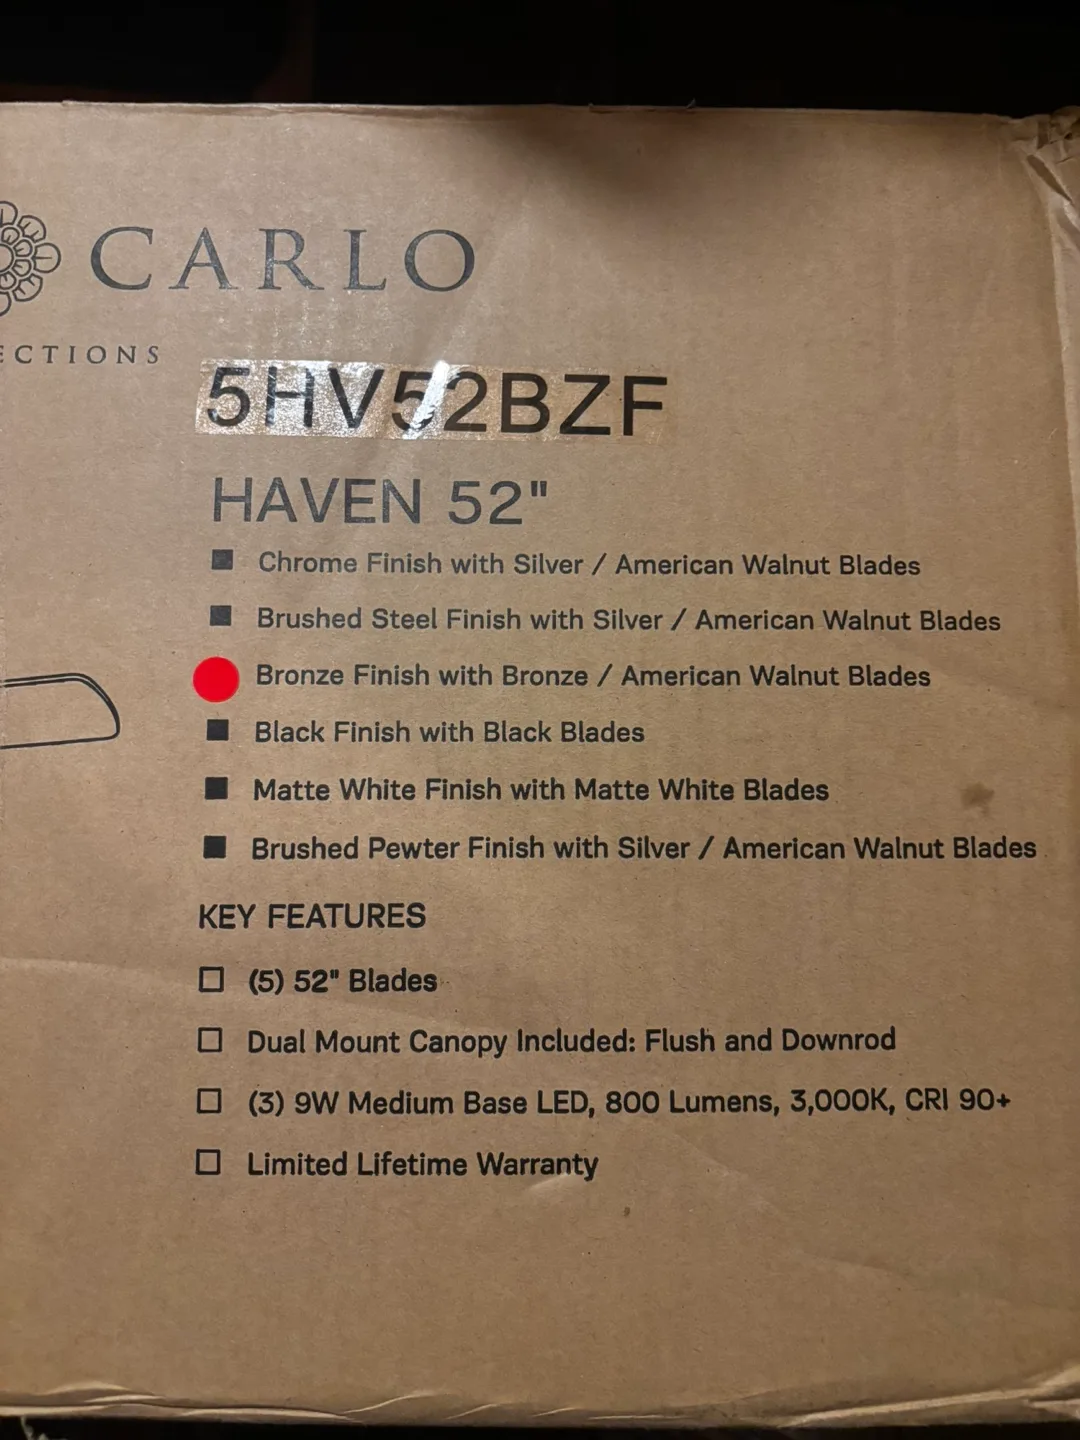 CARLO
ECTIONS
5HV52BZF
HAVEN 52"
Chrome Finish with Silver / American Walnut Blades
Brushed Steel Finish with Silver / American Walnut Blades
Bronze Finish with Bronze / American Walnut Blades
Black Finish with Black Blades
Matte White Finish with Matte White Blades
Brushed Pewter Finish with Silver / American Walnut Blades
KEY FEATURES
(5) 52" Blades
Dual Mount Canopy Included: Flush and Downrod
(3) 9W Medium Base LED, 800 Lumens, 3,000K, CRI 90+
Limited Lifetime Warranty